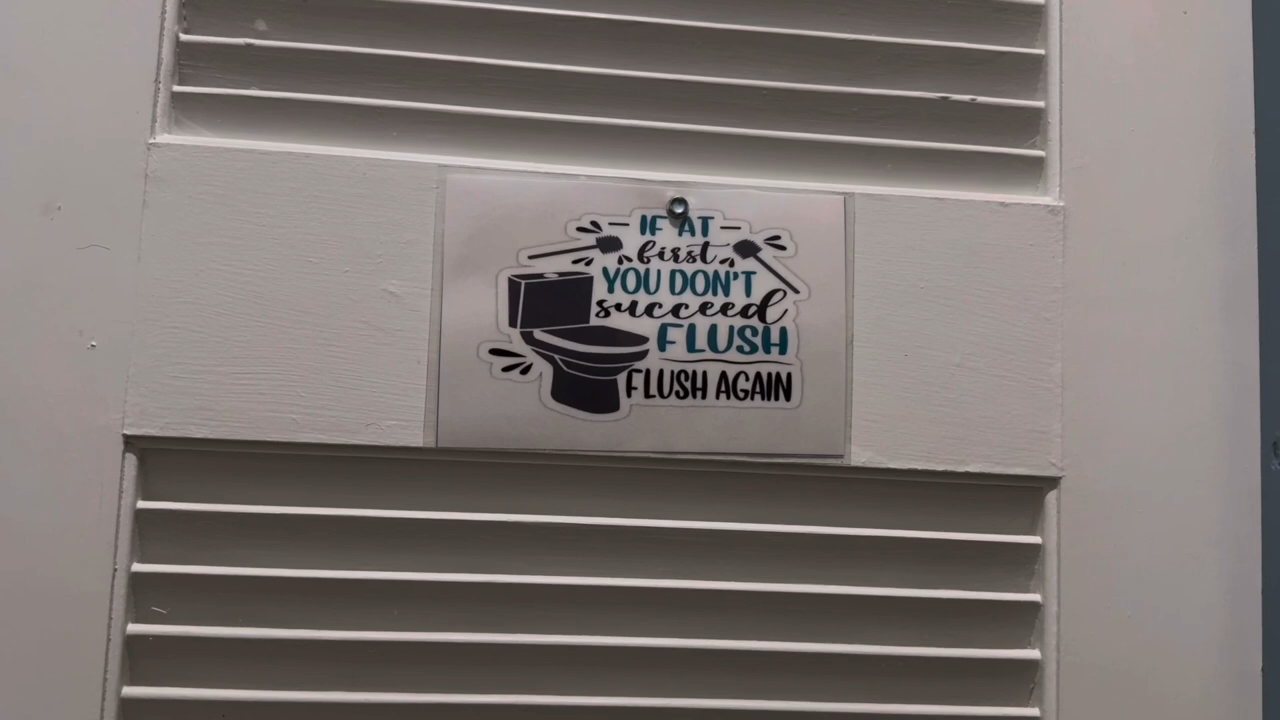 IF AT
first
YOU DON'T
succeed
FLUSH
FLUSH AGAIN